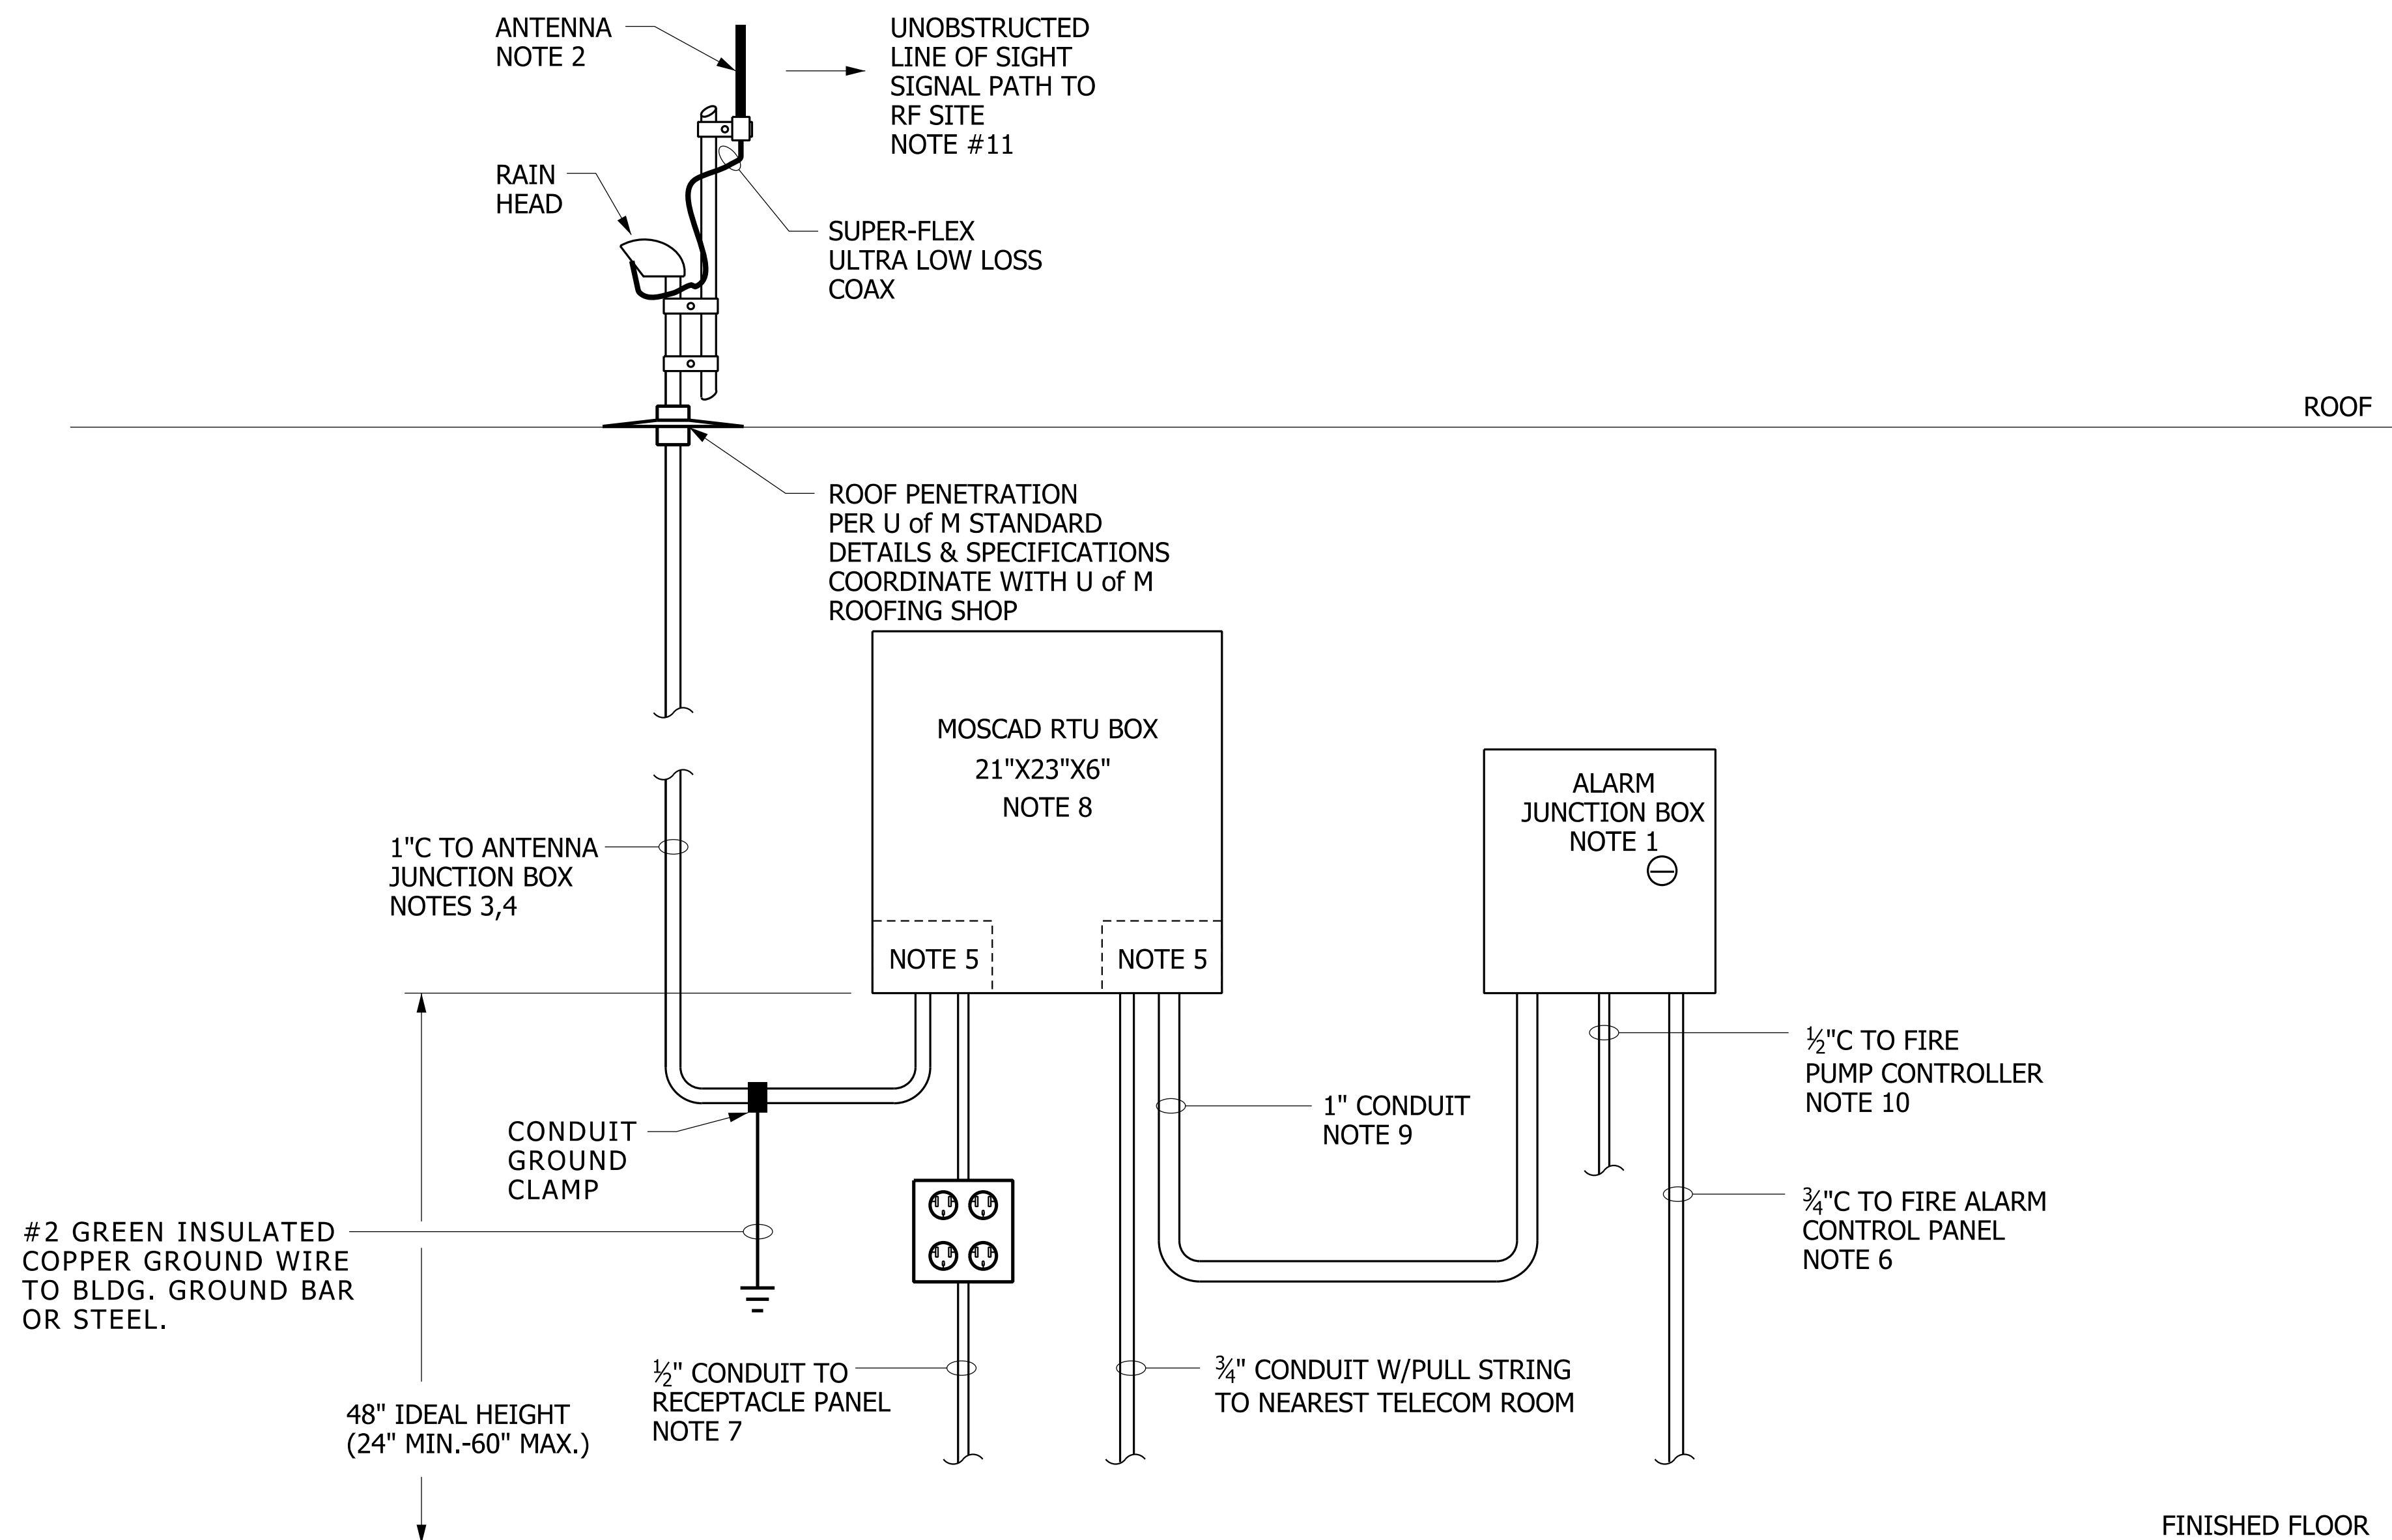 ANTENNA
NOTE 2
UNOBSTRUCTED
LINE OF SIGHT
SIGNAL PATH TO
RF SITE
NOTE #11
RAIN
HEAD
SUPER-FLEX
ULTRA LOW LOSS
COAX
ROOF
ROOF PENETRATION
PER U of M STANDARD
DETAILS & SPECIFICATIONS
COORDINATE WITH U of M
ROOFING SHOP
MOSCAD RTU BOX
21"X23"X6"
NOTE 8
ALARM
JUNCTION BOX
NOTE 1
1"C TO ANTENNA
JUNCTION BOX
NOTES 3,4
NOTE 5
NOTE 5
½"C TO FIRE
PUMP CONTROLLER
NOTE 10
1" CONDUIT
NOTE 9
CONDUIT
GROUND
CLAMP
¾"C TO FIRE ALARM
CONTROL PANEL
NOTE 6
#2 GREEN INSULATED
COPPER GROUND WIRE
TO BLDG. GROUND BAR
OR STEEL.
½" CONDUIT TO
RECEPTACLE PANEL
NOTE 7
¾" CONDUIT W/PULL STRING
TO NEAREST TELECOM ROOM
48" IDEAL HEIGHT
(24" MIN.-60" MAX.)
FINISHED FLOOR